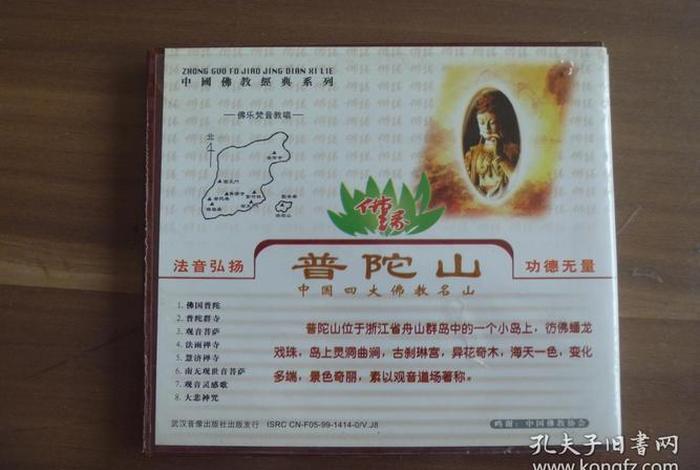 ZHONG GUO FO JIAO JING DIAN XI LIE
中國佛教經典系列
佛乐梵音教唱
北
佛缘
法音弘扬
普陀山
功德无量
中国四大佛教名山
1. 佛国普陀
2. 普陀群寺
3. 观音菩萨
4. 法雨禅寺
5. 慧济禅寺
6. 南无观世音菩萨
7. 观音灵感歌
8. 大悲神咒
普陀山位于浙江省舟山群岛中的一个小岛上，彷佛蟠龙
戏珠，岛上灵洞曲涧，古刹琳宫，异花奇木，海天一色，变化
多端，景色奇丽，素以观音道场著称。
武汉音像出版社出版发行
ISRC CN-F05-99-1414-0/V.J8
鸣谢：中国佛教协会
孔夫子旧书网
www.kongfz.com